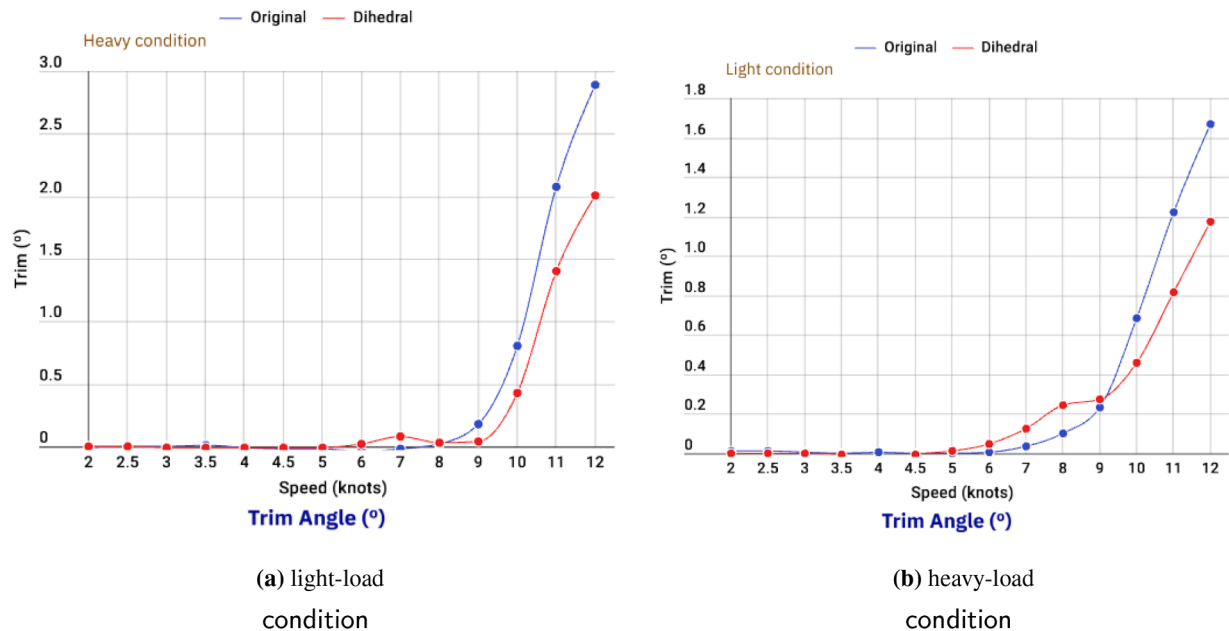 Original Dihedral
Heavy condition
3.0
2.5
2.0
1.5
1.0
0.5
0
Trim (º)
2 2.5 3 3.5 4 4.5 5 6 7 8 9 10 11 12
Speed (knots)
Trim Angle (º)
(a) light-load
condition
Original Dihedral
Light condition
1.8
1.6
1.4
1.2
1.0
0.8
0.6
0.4
0.2
0
Trim (º)
2 2.5 3 3.5 4 4.5 5 6 7 8 9 10 11 12
Speed (knots)
Trim Angle (º)
(b) heavy-load
condition